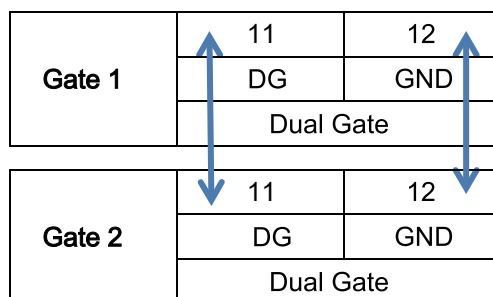 11 12
Gate 1
DG GND
Dual Gate
11 12
Gate 2
DG GND
Dual Gate